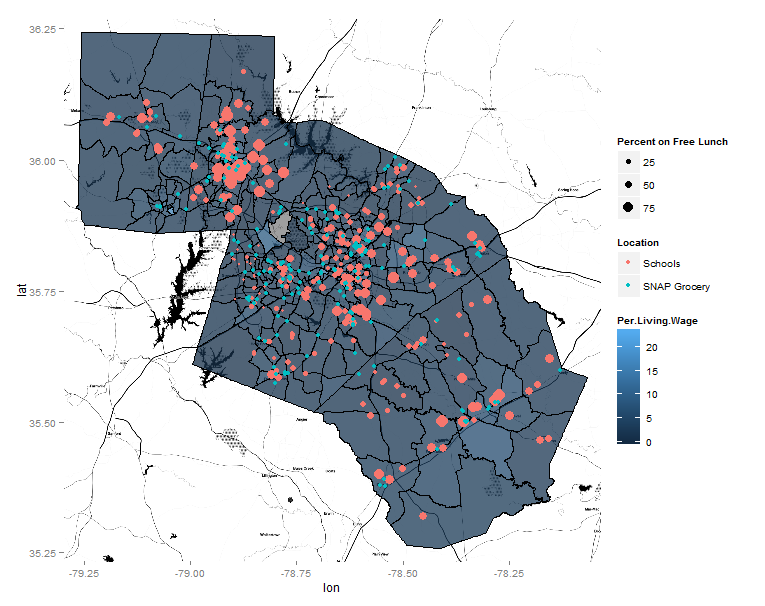 36.25
36.00
35.75
35.50
35.25
lat
-79.25
-79.00
-78.75
-78.50
-78.25
lon
Percent on Free Lunch
25
50
75
Location
Schools
SNAP Grocery
Per.Living.Wage
20
15
10
5
0